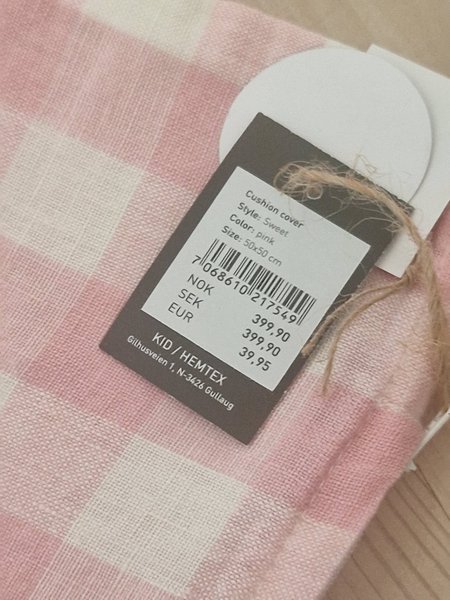 Cushion cover
Style: Sweet
Color: pink
Size: 50x50 cm
7 068610 217549
NOK 399,90
SEK 399,90
EUR 39,95
KID / HEMTEX
Gilhusveien 1, N-3426 Gullaug